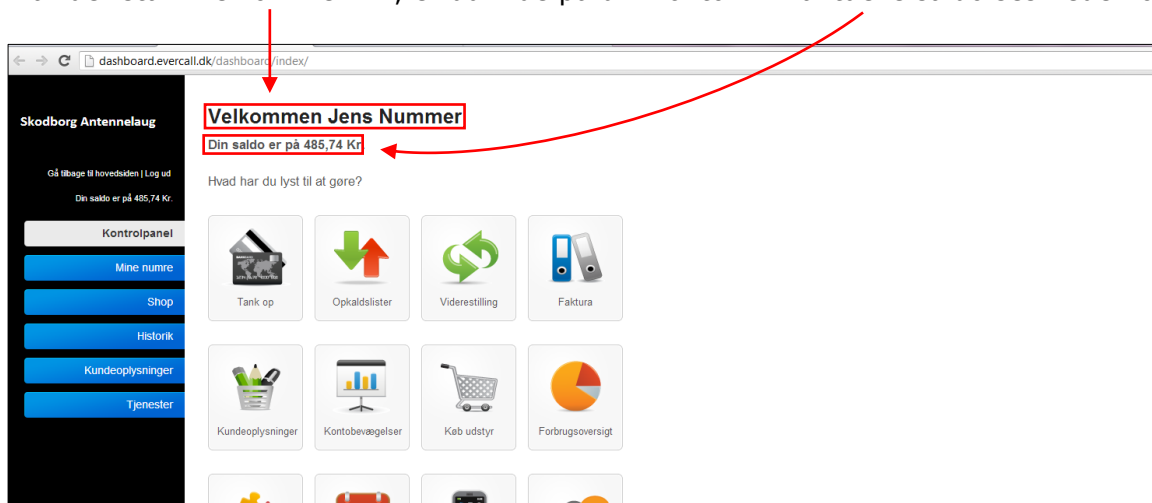 dashboard.evercall.dk/dashboard/index/
Skodborg Antennelaug
Gå tilbage til hovedsiden | Log ud
Din saldo er på 485,74 Kr.
Kontrolpanel
Mine numre
Shop
Historik
Kundeoplysninger
Tjenester
Velkommen Jens Nummer
Din saldo er på 485,74 Kr.
Hvad har du lyst til at gøre?
Tank op
Opkaldslister
Viderestilling
Faktura
Kundeoplysninger
Kontobevægelser
Køb udstyr
Forbrugsoversigt